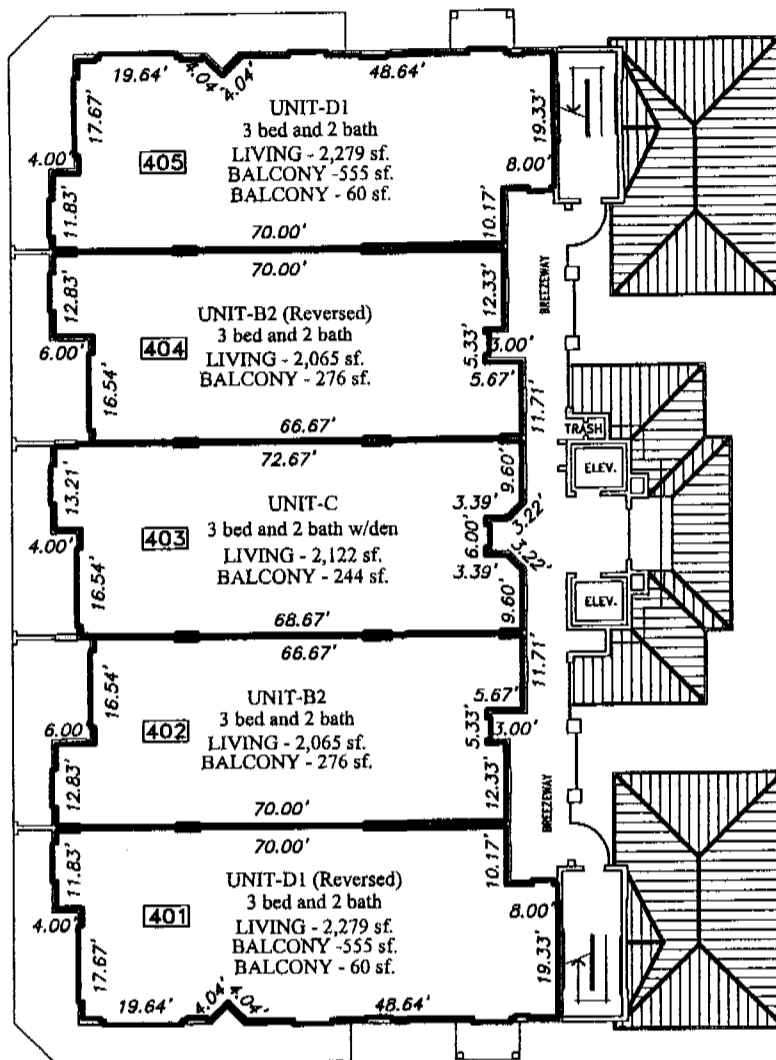 19.64'
4.04'
4.04'
48.64'
17.67'
UNIT-D1
3 bed and 2 bath
LIVING - 2,279 sf.
BALCONY -555 sf.
BALCONY - 60 sf.
405
19.33'
4.00'
8.00'
11.83'
10.17'
70.00'
70.00'
12.83'
12.33'
BREEZEWAY
UNIT-B2 (Reversed)
3 bed and 2 bath
LIVING - 2,065 sf.
BALCONY - 276 sf.
404
6.00'
5.33'
3.00'
5.67'
16.54'
11.71'
66.67'
TRASH
72.67'
13.21'
9.60'
ELEV.
UNIT-C
3 bed and 2 bath w/den
LIVING - 2,122 sf.
BALCONY - 244 sf.
403
3.39'
3.22'
4.00'
6.00'
3.22'
3.39'
16.54'
9.60'
ELEV.
68.67'
66.67'
11.71'
16.54'
UNIT-B2
3 bed and 2 bath
LIVING - 2,065 sf.
BALCONY - 276 sf.
402
5.67'
6.00'
5.33'
3.00'
12.83'
12.33'
BREEZEWAY
70.00'
70.00'
11.83'
10.17'
UNIT-D1 (Reversed)
3 bed and 2 bath
LIVING - 2,279 sf.
BALCONY -555 sf.
BALCONY - 60 sf.
401
4.00'
8.00'
17.67'
19.33'
19.64'
4.04'
4.04'
48.64'